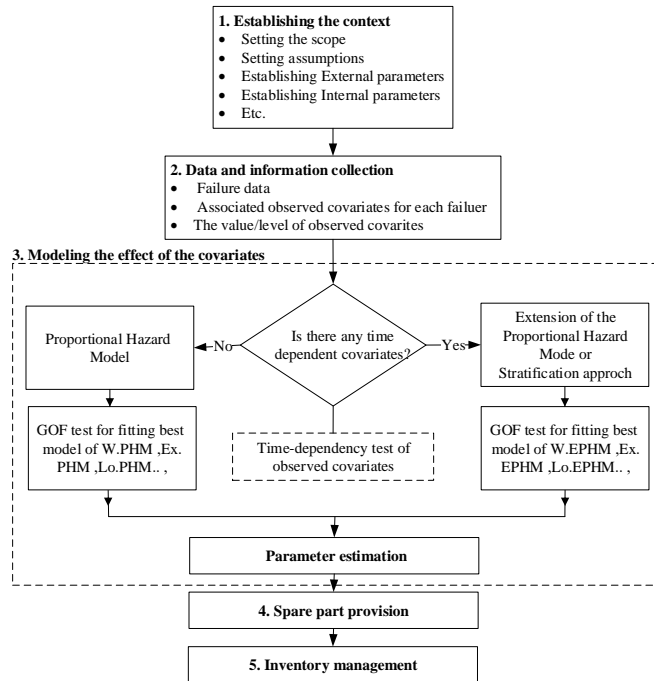 1. Establishing the context
• Setting the scope
• Setting assumptions
• Establishing External parameters
• Establishing Internal parameters
• Etc.
2. Data and information collection
• Failure data
• Associated observed covariates for each failuer
• The value/level of observed covarites
3. Modeling the effect of the covariates
Is there any time
dependent covariates?
No
Yes
Proportional Hazard
Model
Extension of the
Proportional Hazard
Mode or
Stratification approch
GOF test for fitting best
model of W.PHM ,Ex.
PHM ,Lo.PHM.. ,
Time-dependency test of
observed covariates
GOF test for fitting best
model of W.EPHM ,Ex.
EPHM ,Lo.EPHM.. ,
Parameter estimation
4. Spare part provision
5. Inventory management